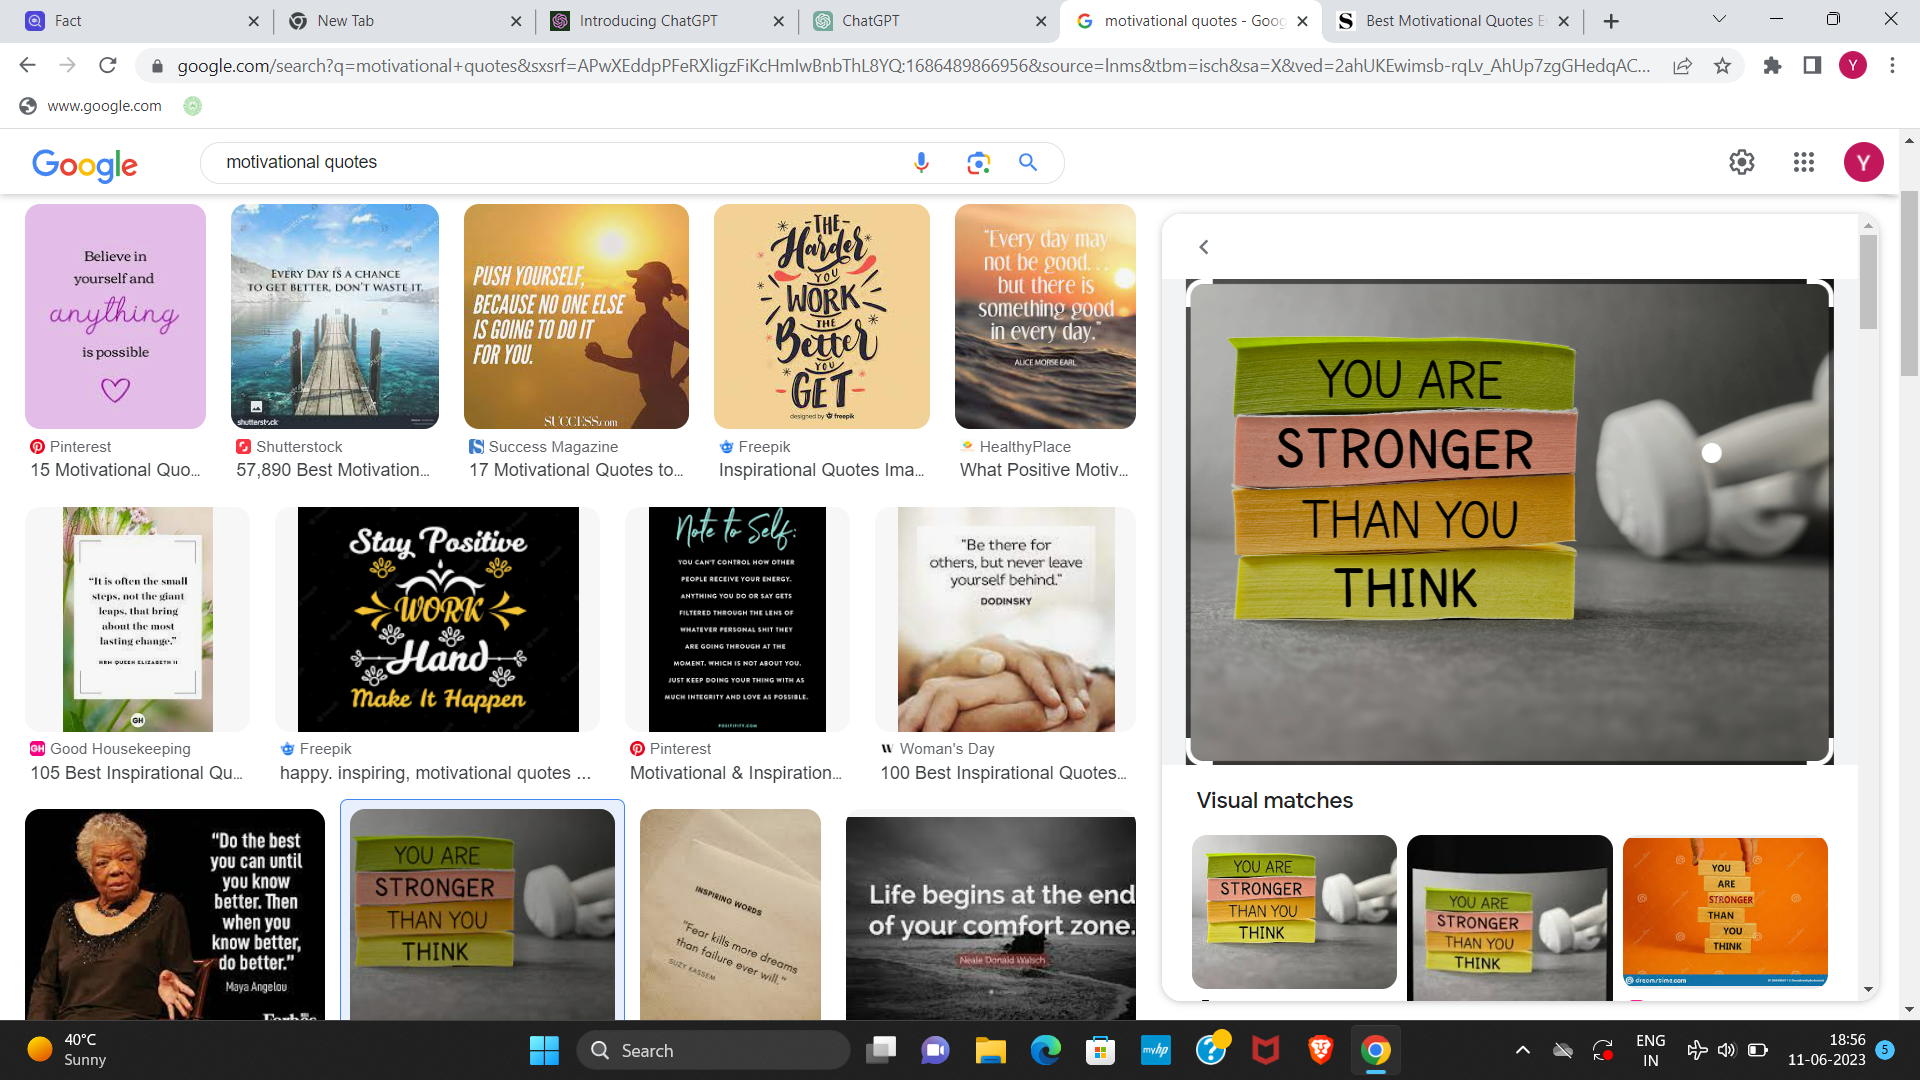 Fact
New Tab
Introducing ChatGPT
ChatGPT
motivational quotes - Goog
Best Motivational Quotes E
google.com/search?q=motivational+quotes&sxsrf=APwXEddpPFeRXligzFiKcHmIwBnbThL8YQ:1686489866956&source=lnms&tbm=isch&sa=X&ved=2ahUKEwimsb-rqLv_AhUp7zgGHedqAC...
Y
www.google.com
Google
motivational quotes
Y
Believe in
yourself and
anything
is possible
Pinterest
15 Motivational Quo...
EVERY DAY IS A CHANCE
TO GET BETTER, DON'T WASTE IT.
shutterstock
Shutterstock
57,890 Best Motivation...
PUSH YOURSELF,
BECAUSE NO ONE ELSE
IS GOING TO DO IT
FOR YOU.
SUCCESS.com
Success Magazine
17 Motivational Quotes to...
THE
Harder
YOU
WORK
THE
Better
YOU
GET
designed by freepik
Freepik
Inspirational Quotes Ima...
"Every day may
not be good...
but there is
something good
in every day."
ALICE MORSE EARL
HealthyPlace
What Positive Motiv...
"It is often the small
steps, not the giant
leaps, that bring
about the most
lasting change."
HRH QUEEN ELIZABETH II
GH
GH Good Housekeeping
105 Best Inspirational Qu...
Stay Positive
WORK
Hand
Make It Happen
Freepik
happy. inspiring, motivational quotes ...
Note to Self:
YOU CAN'T CONTROL HOW OTHER
PEOPLE RECEIVE YOUR ENERGY.
ANYTHING YOU DO OR SAY GETS
FILTERED THROUGH THE LENS OF
WHATEVER PERSONAL SHIT THEY
ARE GOING THROUGH AT THE
MOMENT. WHICH IS NOT ABOUT YOU.
JUST KEEP DOING YOUR THING WITH AS
MUCH INTEGRITY AND LOVE AS POSSIBLE.
POSITIFITY.COM
Pinterest
Motivational & Inspiration...
"Be there for
others, but never leave
yourself behind."
DODINSKY
W Woman's Day
100 Best Inspirational Quotes...
"Do the best
you can until
you know
better. Then
when you
know better,
do better."
Maya Angelou
Forbes
YOU ARE
STRONGER
THAN YOU
THINK
INSPIRING WORDS
"Fear kills more dreams
than failure ever will."
SUZY KASSEM
Life begins at the end
of your comfort zone.
Neale Donald Walsch
YOU ARE
STRONGER
THAN YOU
THINK
Visual matches
YOU ARE
STRONGER
THAN YOU
THINK
YOU ARE
STRONGER
THAN YOU
THINK
YOU
ARE
STRONGER
THAN
YOU
THINK
dreamstime.com
40°C
Sunny
Search
myhp
ENG
IN
18:56
11-06-2023
5